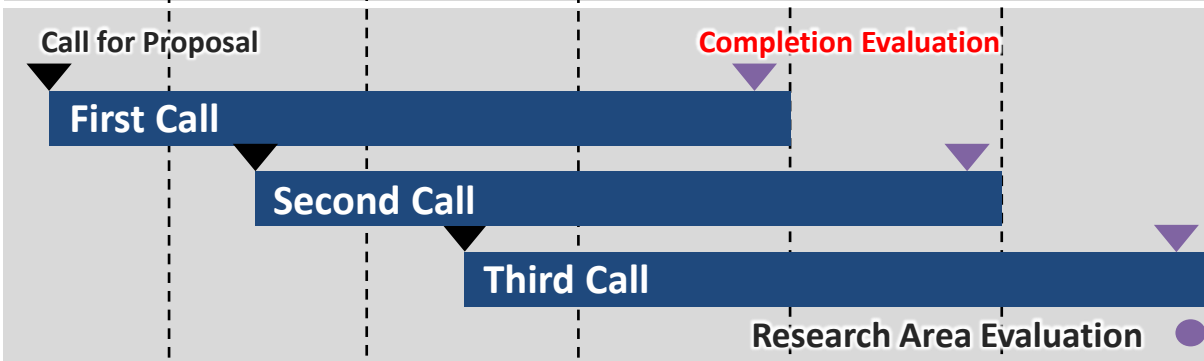 Call for Proposal
Completion Evaluation
First Call
Second Call
Third Call
Research Area Evaluation